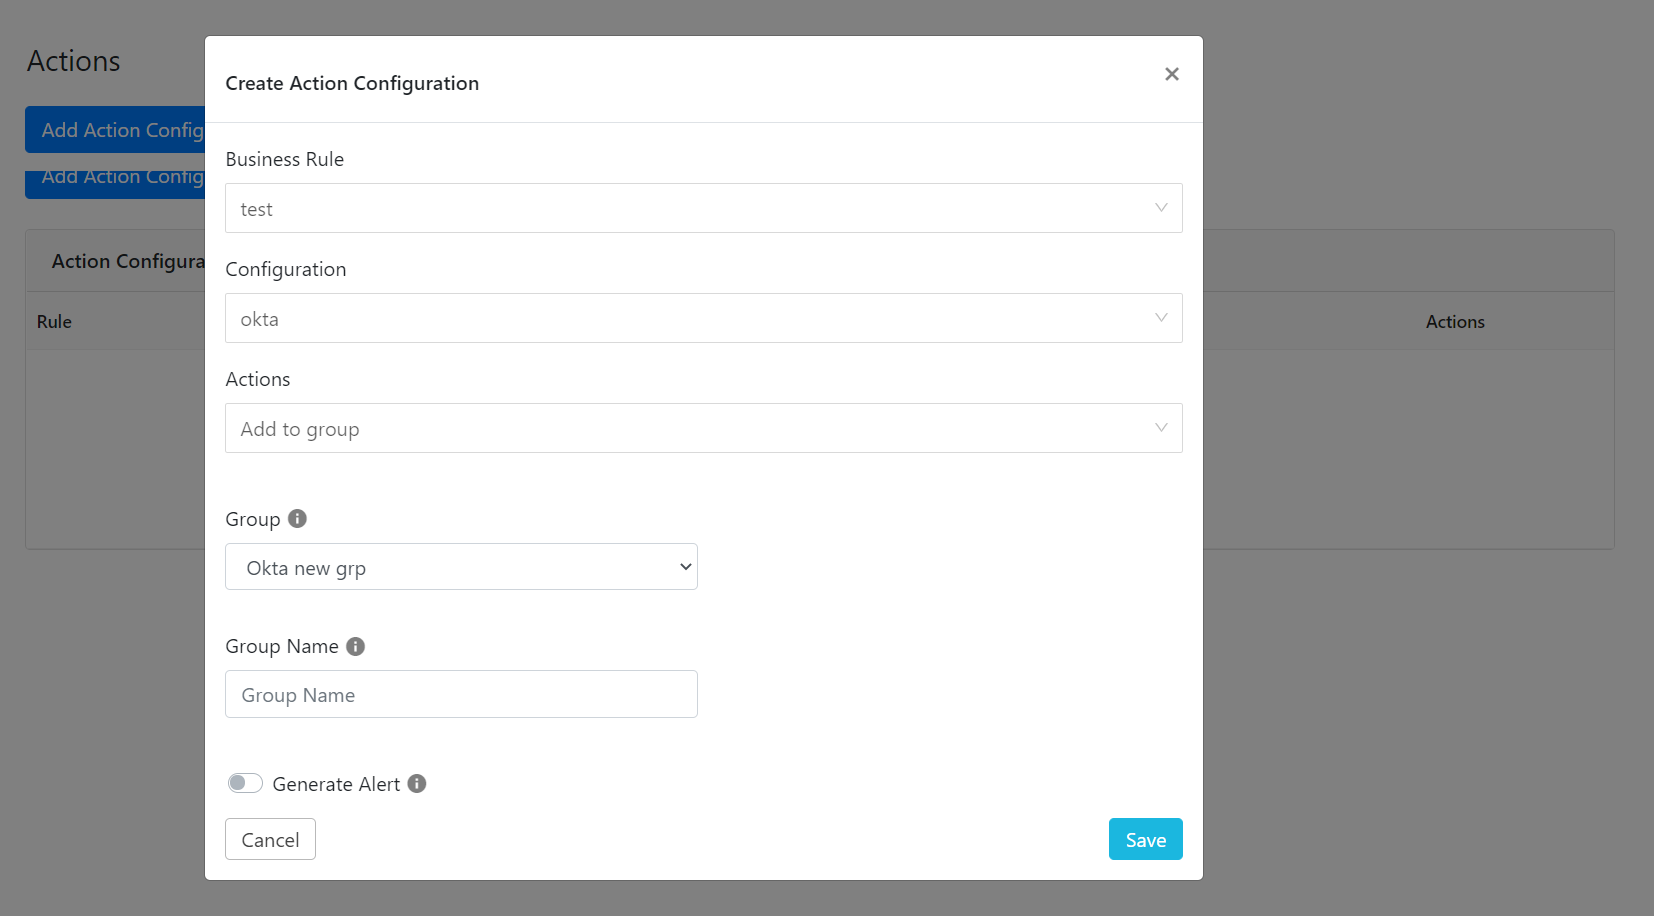 Actions
Create Action Configuration
Add Action Config
Business Rule
Add Action Config
test
Action Configura
Configuration
okta
Rule
Actions
Actions
Add to group
Group
Okta new grp
Group Name
Group Name
Generate Alert
Cancel
Save